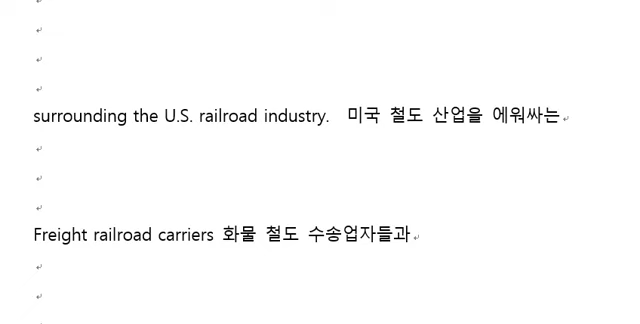 surrounding the U.S. railroad industry. 미국 철도 산업을 에워싸는
Freight railroad carriers 화물 철도 수송업자들과